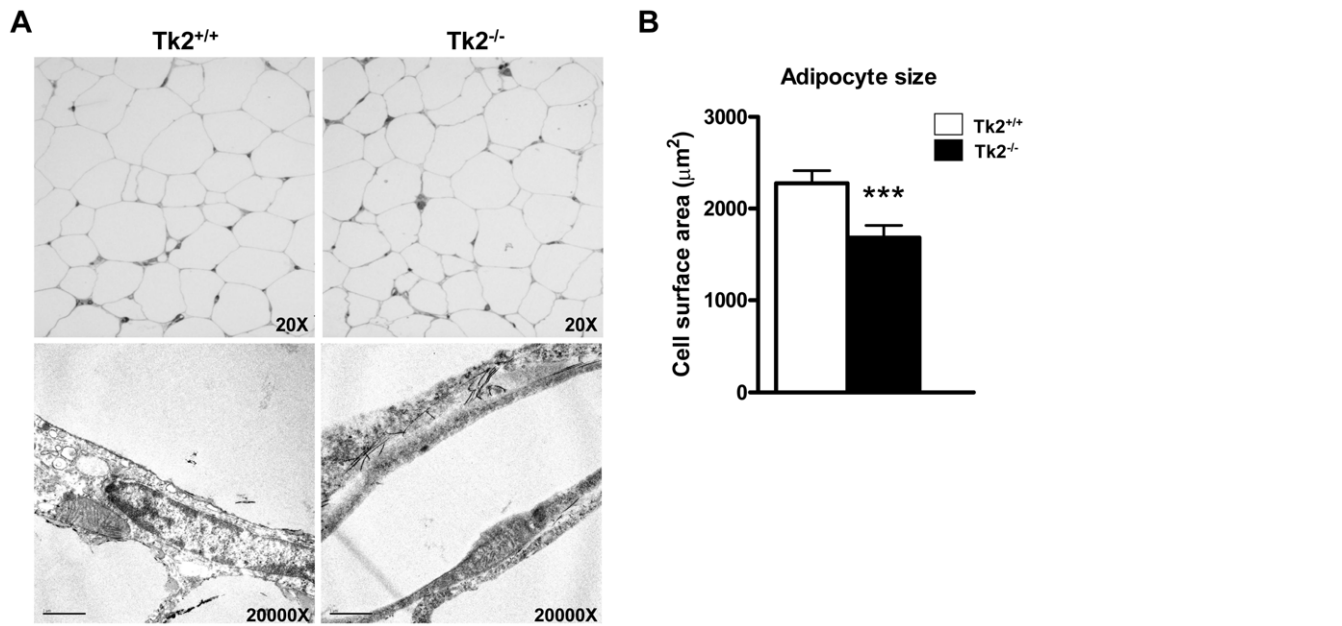 A
Tk2+/+
Tk2-/-
20X
20X
20000X
20000X
B
Adipocyte size
Cell surface area (μm2)
3000
2000
1000
0
***
Tk2+/+
Tk2-/-